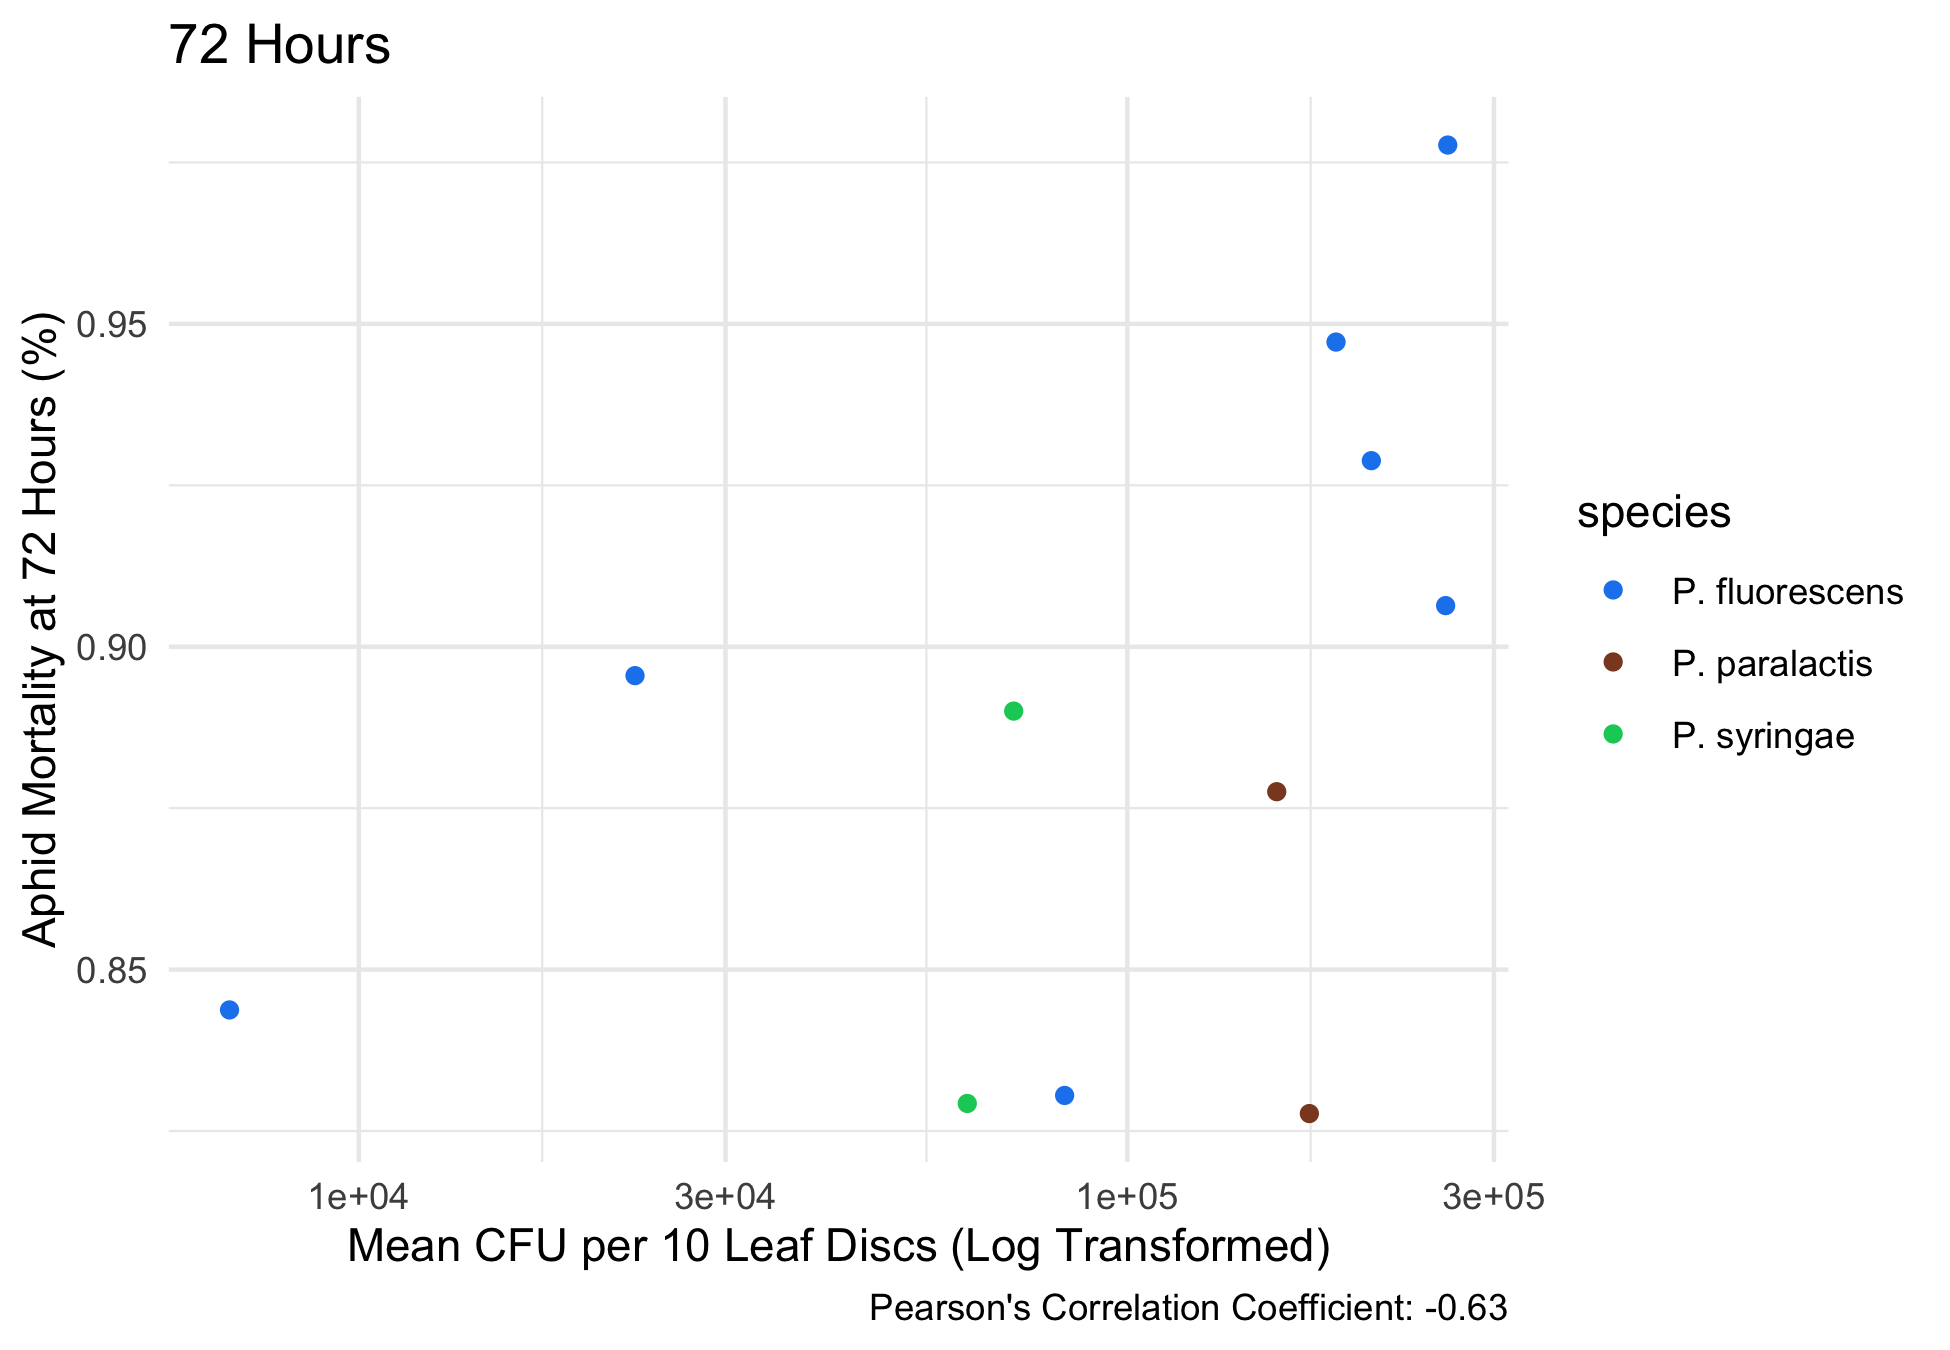 72 Hours
Aphid Mortality at 72 Hours (%)
0.95
0.90
0.85
1e+04 3e+04 1e+05 3e+05
Mean CFU per 10 Leaf Discs (Log Transformed)
Pearson's Correlation Coefficient: -0.63
species
P. fluorescens
P. paralactis
P. syringae